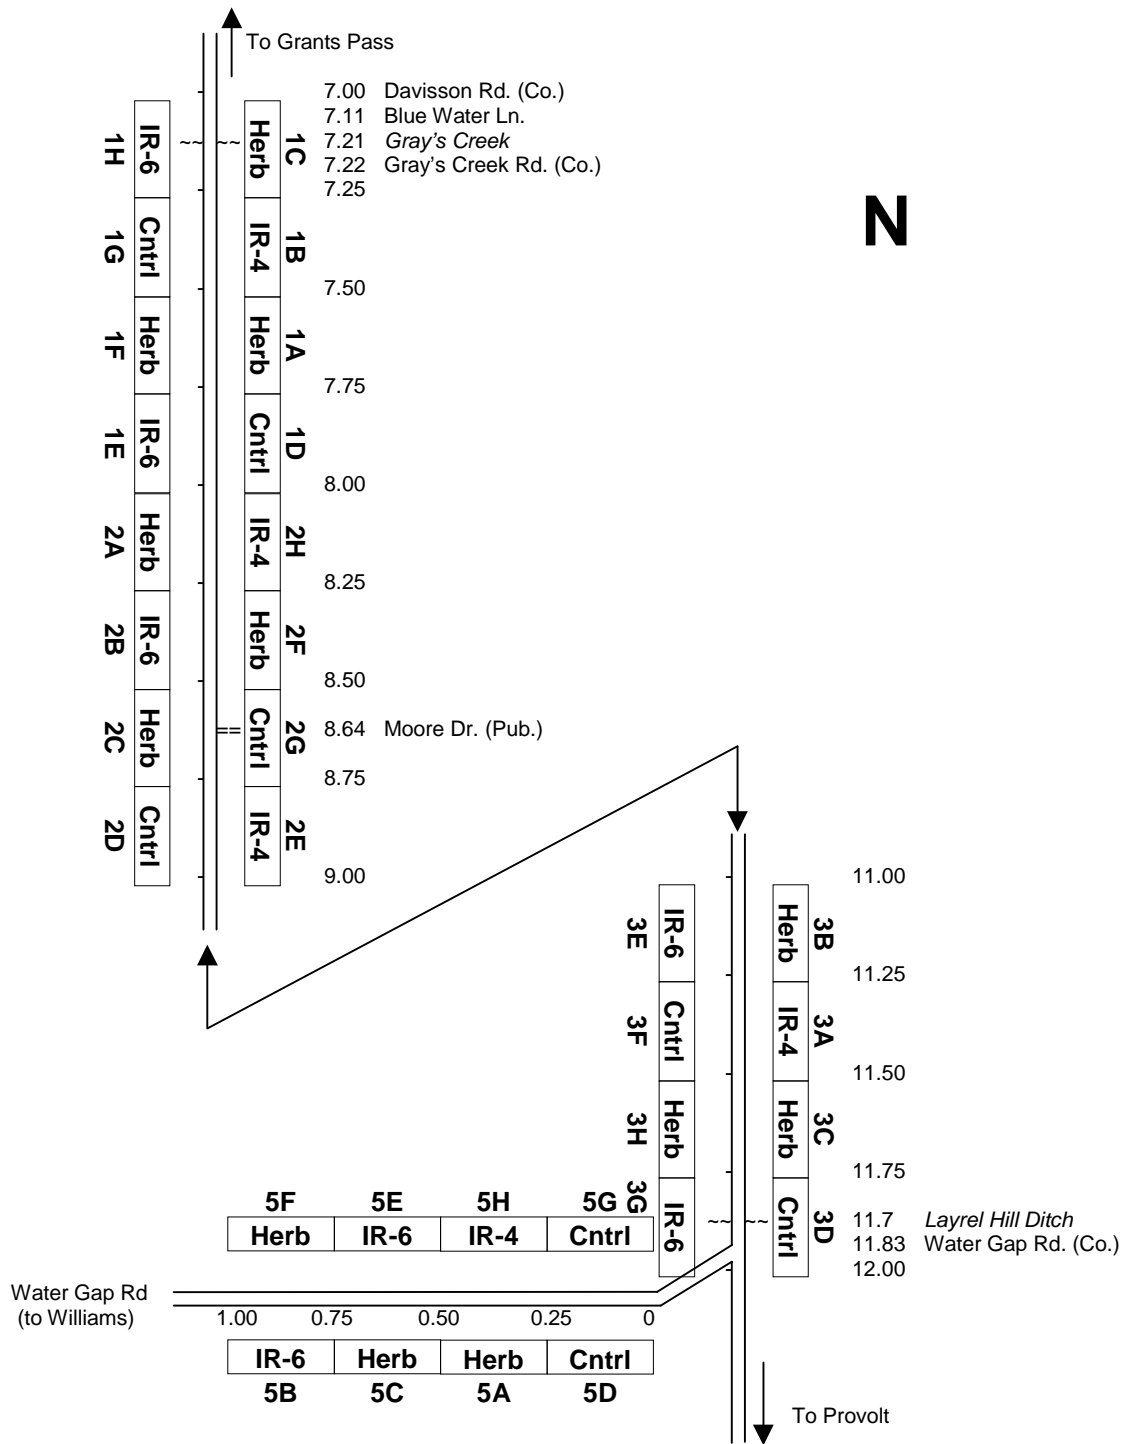 To Grants Pass
7.00 Davisson Rd. (Co.)
7.11 Blue Water Ln.
7.21 Gray's Creek
7.22 Gray's Creek Rd. (Co.)
7.25
N
1H IR-6 ~~ ~~ Herb 1C
1G Cntrl IR-4 1B
7.50
1F Herb Herb 1A
7.75
1E IR-6 Cntrl 1D
8.00
2A Herb IR-4 2H
8.25
2B IR-6 Herb 2F
8.50
2C Herb == Cntrl 2G 8.64 Moore Dr. (Pub.)
8.75
2D Cntrl IR-4 2E
9.00
11.00
3E IR-6 Herb 3B
11.25
3F Cntrl IR-4 3A
11.50
3H Herb Herb 3C
11.75
3G IR-6 ~~ ~~ Cntrl 3D 11.7 Layrel Hill Ditch
11.83 Water Gap Rd. (Co.)
12.00
5F 5E 5H 5G
Herb IR-6 IR-4 Cntrl
Water Gap Rd
(to Williams)
1.00 0.75 0.50 0.25 0
IR-6 Herb Herb Cntrl
5B 5C 5A 5D
To Provolt